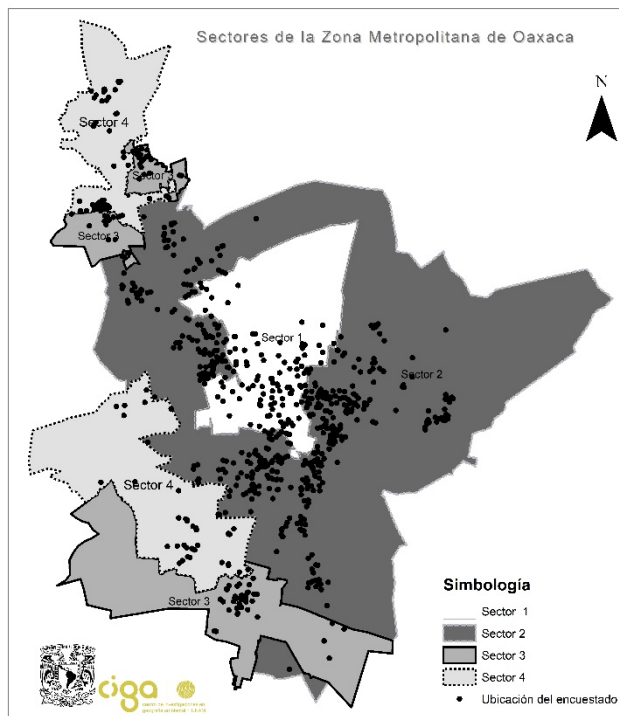 Sectores de la Zona Metropolitana de Oaxaca
N
Sector 4
Sector 3
Sector 3
Sector 1
Sector 2
Sector 4
Sector 3
Simbología
Sector 1
Sector 2
Sector 3
Sector 4
Ubicación del encuestado
ciga